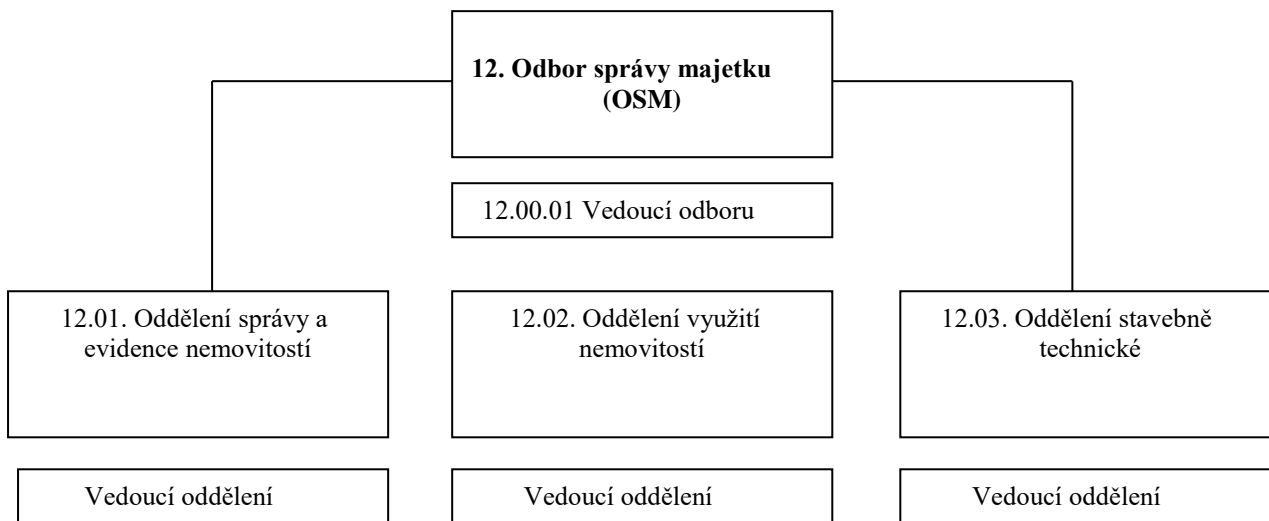 12. Odbor správy majetku
(OSM)
12.00.01 Vedoucí odboru
12.01. Oddělení správy a
evidence nemovitostí
12.02. Oddělení využití
nemovitostí
12.03. Oddělení stavebně
technické
Vedoucí oddělení
Vedoucí oddělení
Vedoucí oddělení